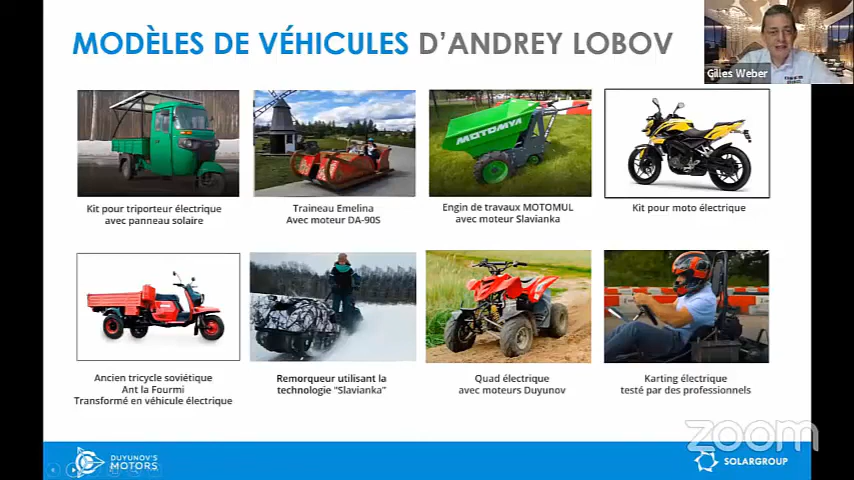 MODÈLES DE VÉHICULES D'ANDREY LOBOV
Gilles Weber
MOTOMYA
Kit pour triporteur électrique
avec panneau solaire
Traineau Emelina
Avec moteur DA-90S
Engin de travaux MOTOMUL
avec moteur Slavianka
Kit pour moto électrique
Ancien tricycle soviétique
Ant la Fourmi
Transformé en véhicule électrique
Remorqueur utilisant la
technologie "Slavianka"
Quad électrique
avec moteurs Duyunov
Karting électrique
testé par des professionnels
zoom
DUYUNOV'S
MOTORS
SOLARGROUP